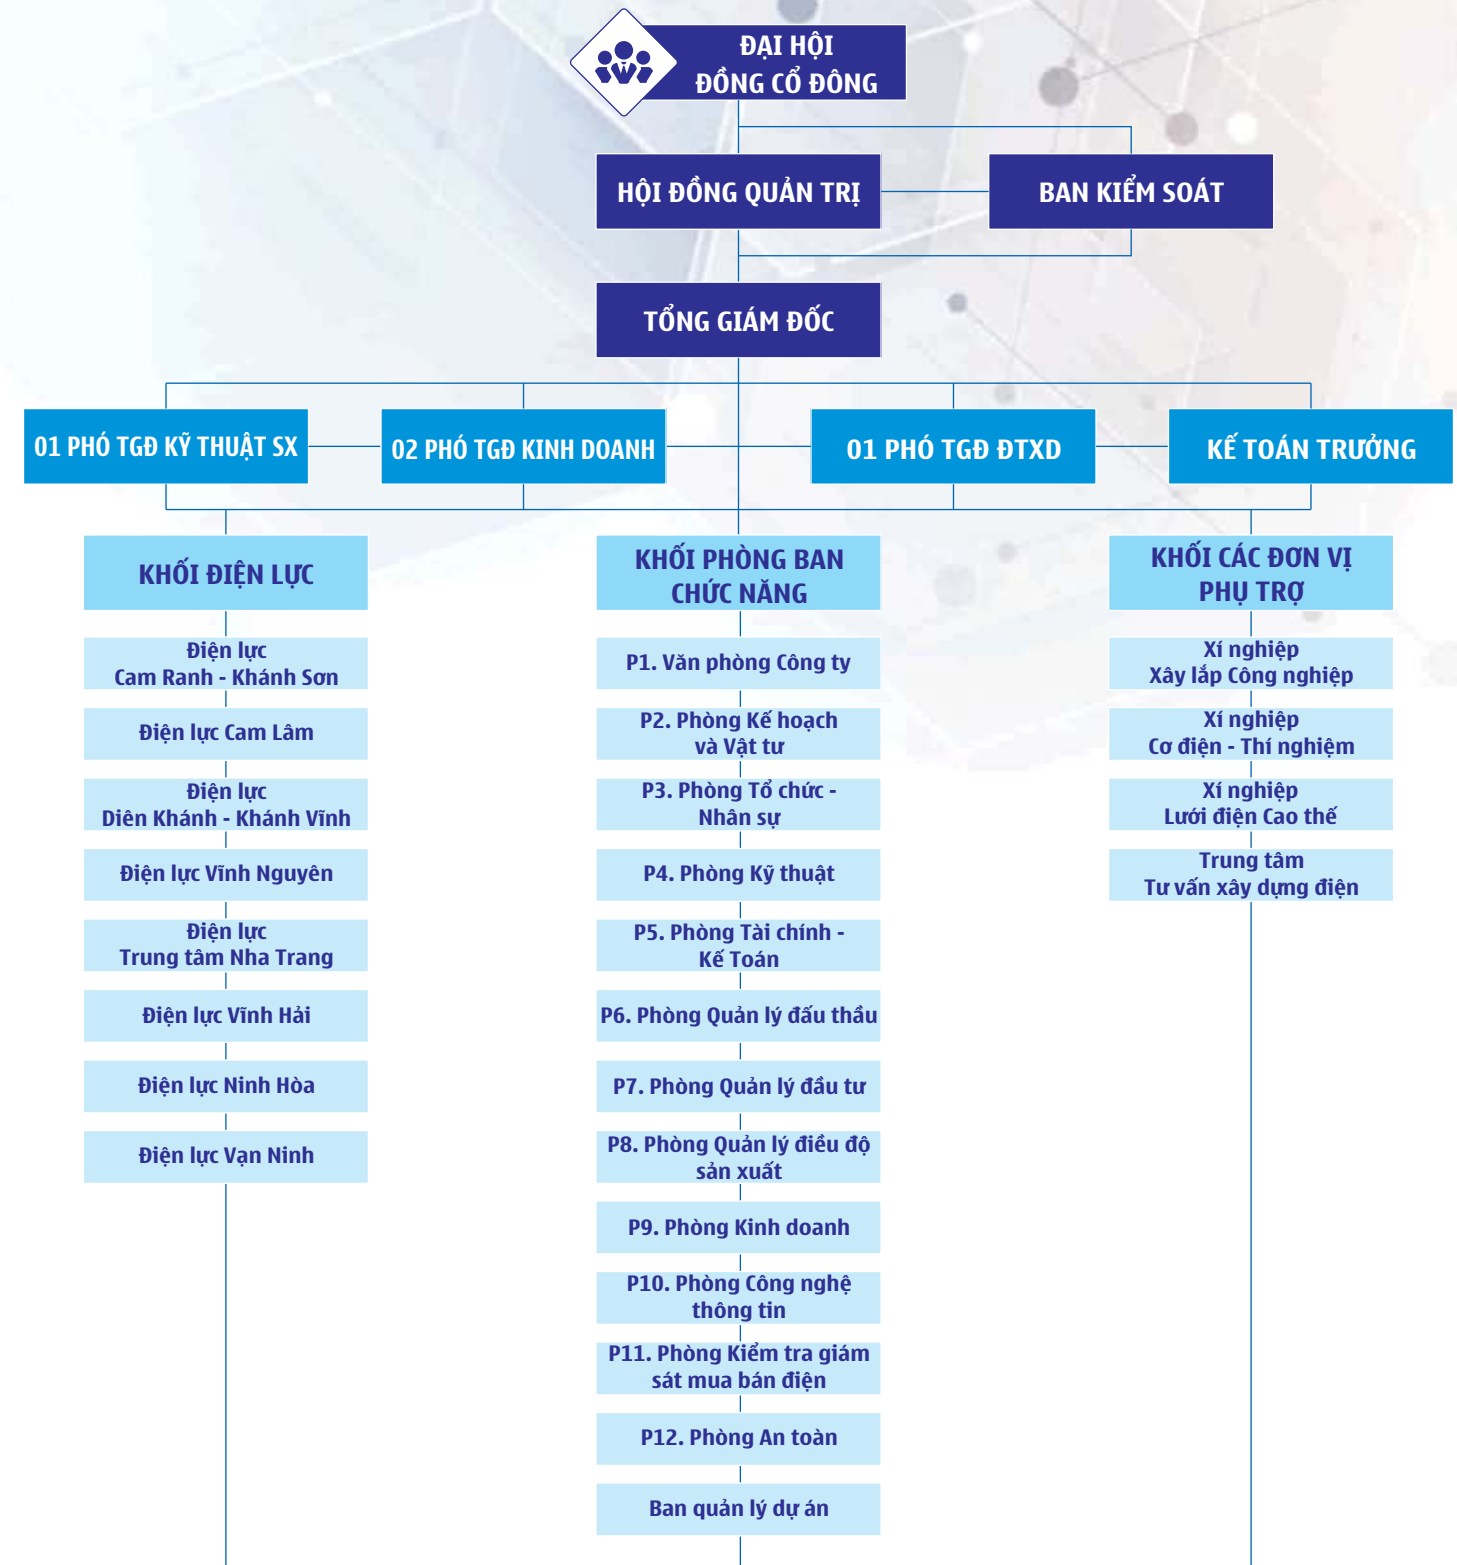 ĐẠI HỘI
ĐỒNG CỔ ĐÔNG
HỘI ĐỒNG QUẢN TRỊ
BAN KIỂM SOÁT
TỔNG GIÁM ĐỐC
01 PHÓ TGĐ KỸ THUẬT SX
02 PHÓ TGĐ KINH DOANH
01 PHÓ TGĐ ĐTXD
KẾ TOÁN TRƯỞNG
KHỐI ĐIỆN LỰC
Điện lực
Cam Ranh - Khánh Sơn
Điện lực Cam Lâm
Điện lực
Diên Khánh - Khánh Vĩnh
Điện lực Vĩnh Nguyên
Điện lực
Trung tâm Nha Trang
Điện lực Vĩnh Hải
Điện lực Ninh Hòa
Điện lực Vạn Ninh
KHỐI PHÒNG BAN
CHỨC NĂNG
P1. Văn phòng Công ty
P2. Phòng Kế hoạch
và Vật tư
P3. Phòng Tổ chức -
Nhân sự
P4. Phòng Kỹ thuật
P5. Phòng Tài chính -
Kế Toán
P6. Phòng Quản lý đấu thầu
P7. Phòng Quản lý đầu tư
P8. Phòng Quản lý điều độ
sản xuất
P9. Phòng Kinh doanh
P10. Phòng Công nghệ
thông tin
P11. Phòng Kiểm tra giám
sát mua bán điện
P12. Phòng An toàn
Ban quản lý dự án
KHỐI CÁC ĐƠN VỊ
PHỤ TRỢ
Xí nghiệp
Xây lắp Công nghiệp
Xí nghiệp
Cơ điện - Thí nghiệm
Xí nghiệp
Lưới điện Cao thế
Trung tâm
Tư vấn xây dựng điện